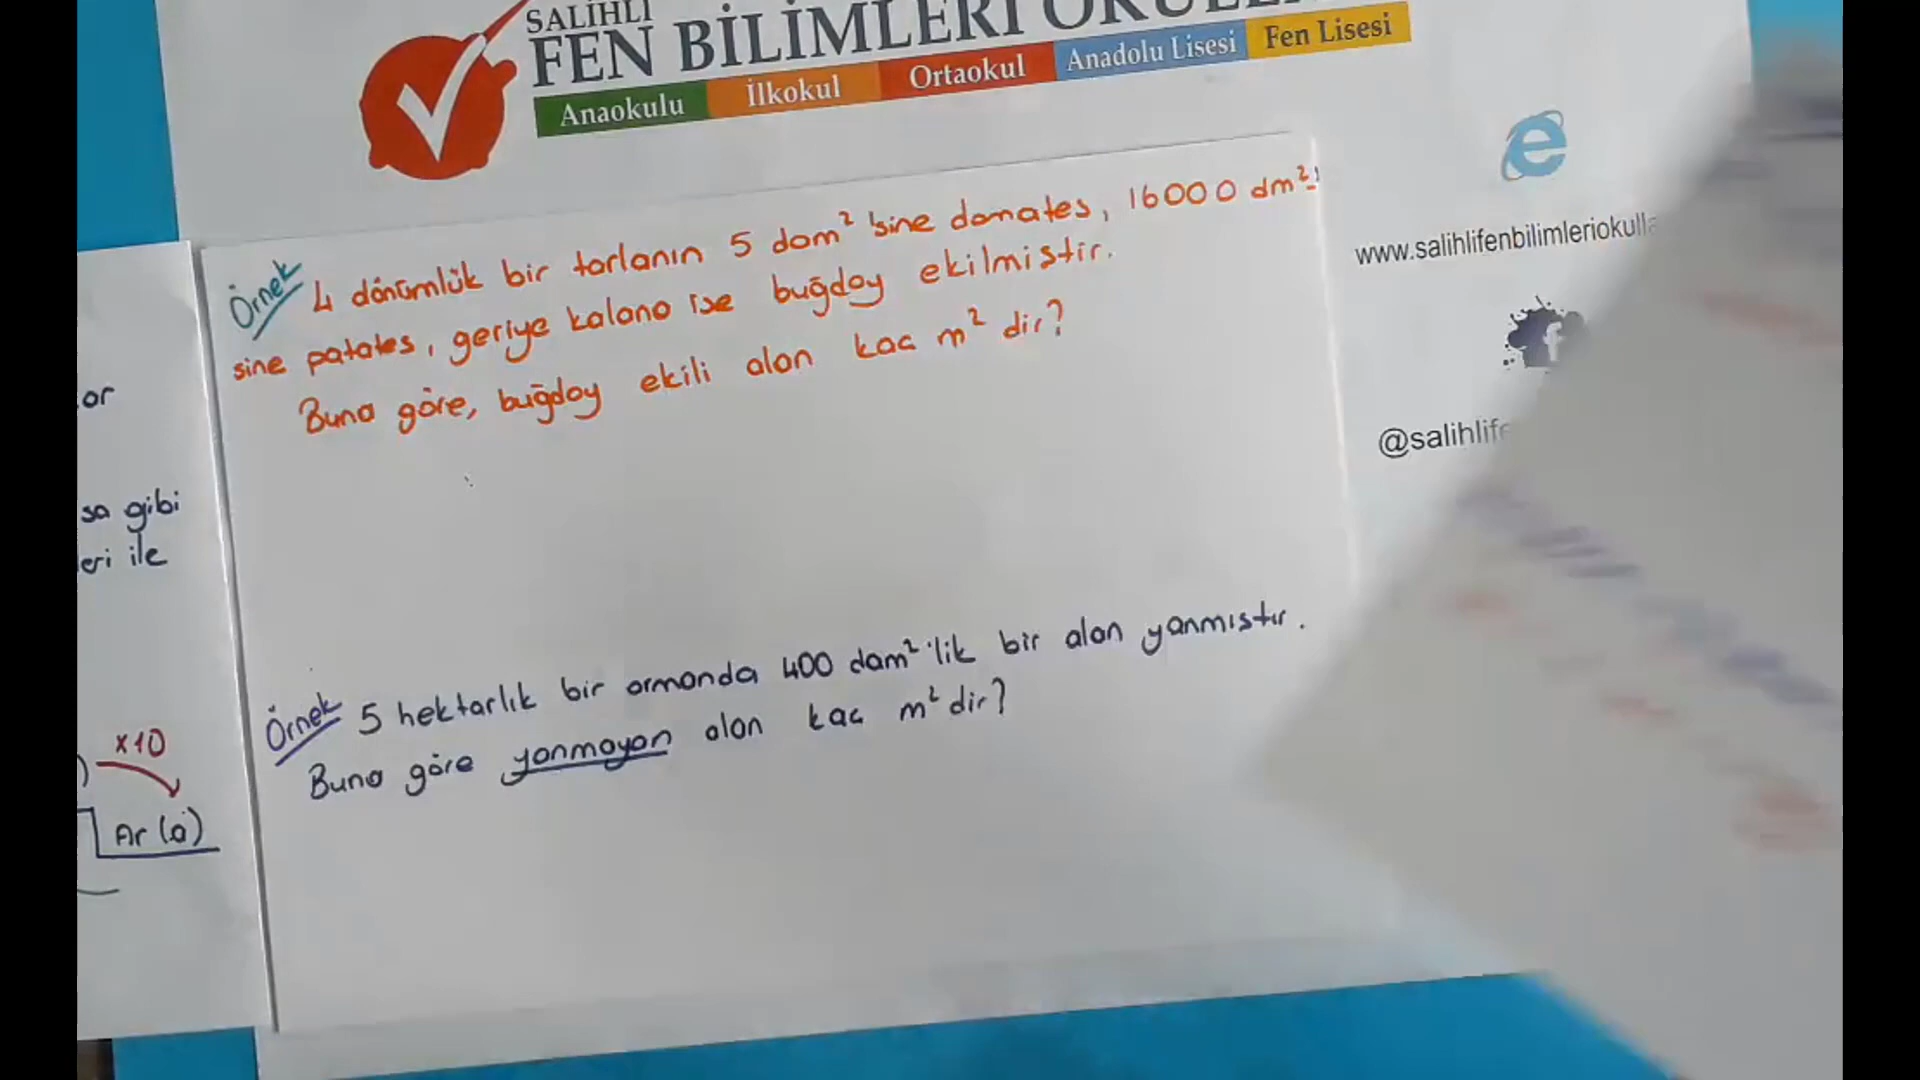 SALİHLİ
FEN BİLİMLERİ
Anaokulu İlkokul Ortaokul Anadolu Lisesi Fen Lisesi
www.salihlifenbilimleriokulla
@salihlife
Örnek 4 dönümlük bir tarlanın 5 dam² 'sine domates, 16000 dm²'
sine patates, geriye kalana ise buğday ekilmiştir.
Buna göre, buğday ekili alan kaç m² dir?
Örnek 5 hektarlık bir ormanda 400 dam² 'lik bir alan yanmıştır.
Buna göre yanmayan alan kaç m² dir?
or
sa gibi
eri ile
x10
Ar (a)